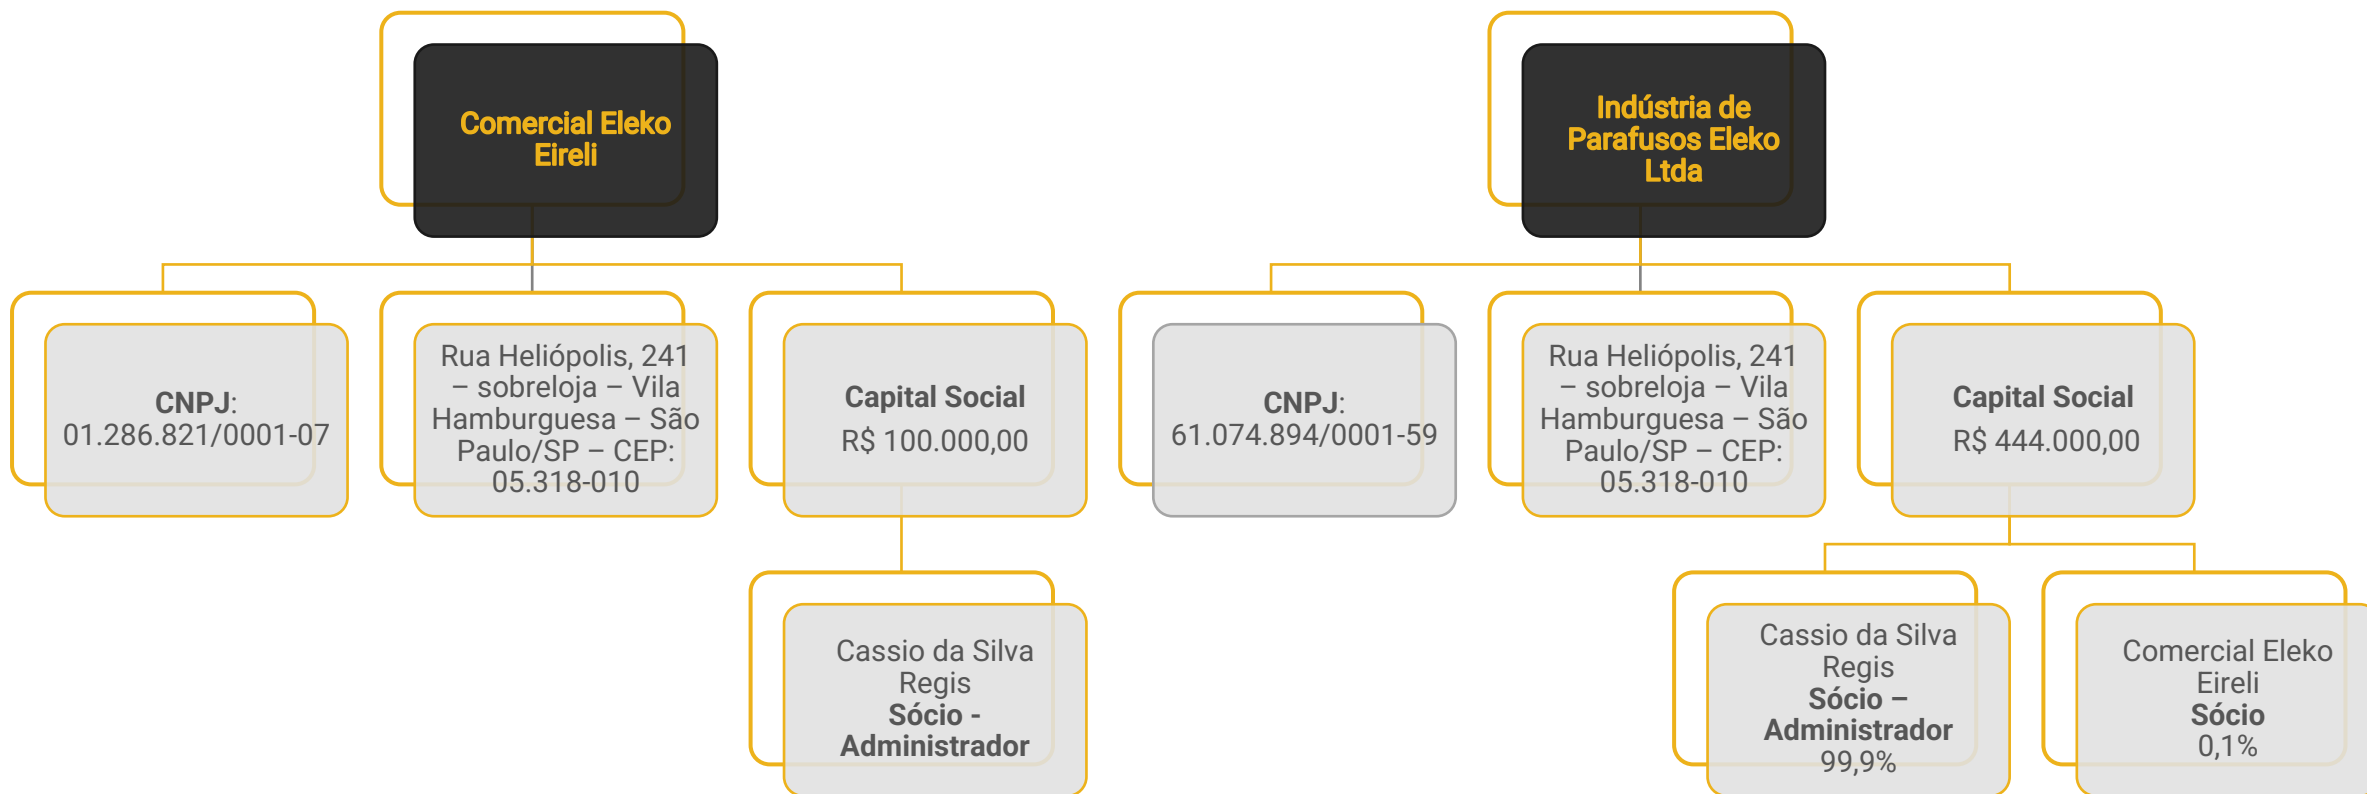 Comercial Eleko
Eireli
CNPJ:
01.286.821/0001-07
Rua Heliópolis, 241
– sobreloja – Vila
Hamburguesa – São
Paulo/SP – CEP:
05.318-010
Capital Social
R$ 100.000,00
Cassio da Silva
Regis
Sócio -
Administrador
Indústria de
Parafusos Eleko
Ltda
CNPJ:
61.074.894/0001-59
Rua Heliópolis, 241
– sobreloja – Vila
Hamburguesa – São
Paulo/SP – CEP:
05.318-010
Capital Social
R$ 444.000,00
Cassio da Silva
Regis
Sócio –
Administrador
99,9%
Comercial Eleko
Eireli
Sócio
0,1%